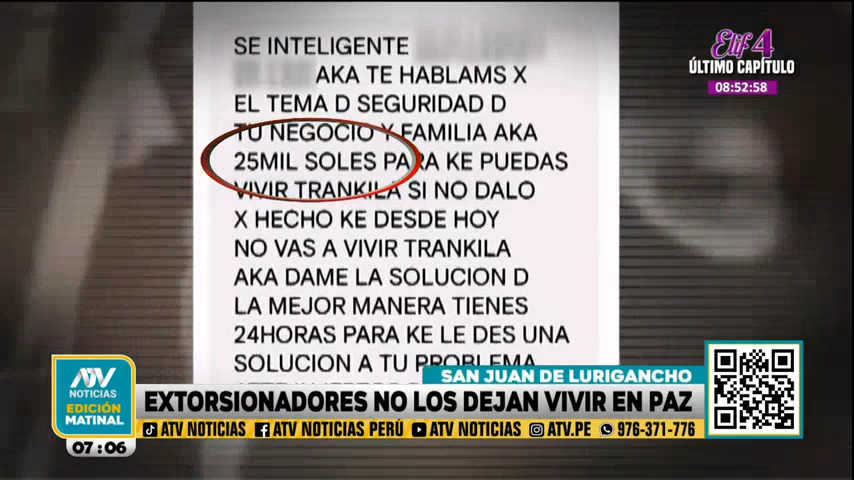 SE INTELIGENTE
AKA TE HABLAMS X
EL TEMA D SEGURIDAD D
TU NEGOCIO Y FAMILIA AKA
25MIL SOLES PARA KE PUEDAS
VIVIR TRANKILA SI NO DALO
X HECHO KE DESDE HOY
NO VAS A VIVIR TRANKILA
AKA DAME LA SOLUCION D
LA MEJOR MANERA TIENES
24HORAS PARA KE LE DES UNA
SOLUCION A TU PROBLEMA
Elif 4
ÚLTIMO CAPÍTULO
08:52:58
SAN JUAN DE LURIGANCHO
EXTORSIONADORES NO LOS DEJAN VIVIR EN PAZ
ATV NOTICIAS ATV NOTICIAS PERÚ ATV NOTICIAS ATV.PE 976-371-776
ATV
NOTICIAS
EDICIÓN
MATINAL
07:06